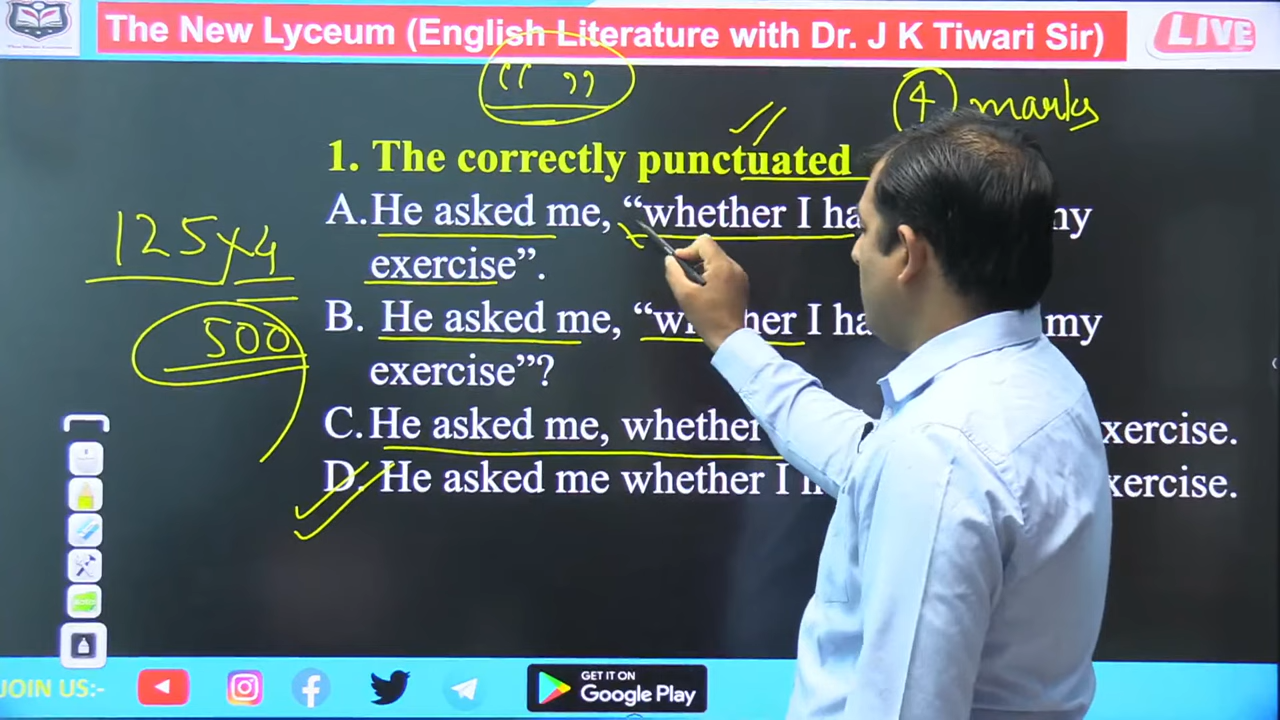 The New Lyceum (English Literature with Dr. J K Tiwari Sir)
LIVE
“ ”
4 marks
1. The correctly punctuated
A. He asked me, “whether I ha my
exercise”.
125x4
B. He asked me, “whether I ha my
exercise”?
500
C. He asked me, whether xercise.
D. He asked me whether I h xercise.
JOIN US:-
GET IT ON
Google Play